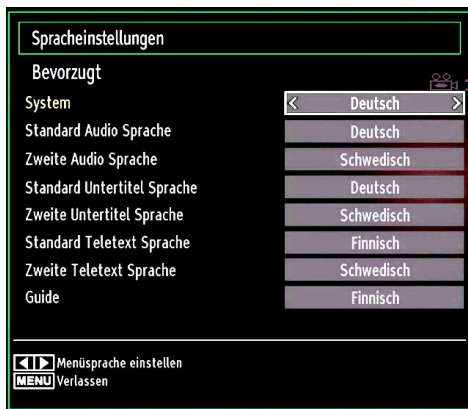 Spracheinstellungen
Bevorzugt
System < Deutsch >
Standard Audio Sprache Deutsch
Zweite Audio Sprache Schwedisch
Standard Untertitel Sprache Deutsch
Zweite Untertitel Sprache Schwedisch
Standard Teletext Sprache Finnisch
Zweite Teletext Sprache Schwedisch
Guide Finnisch
Menüsprache einstellen
MENU Verlassen